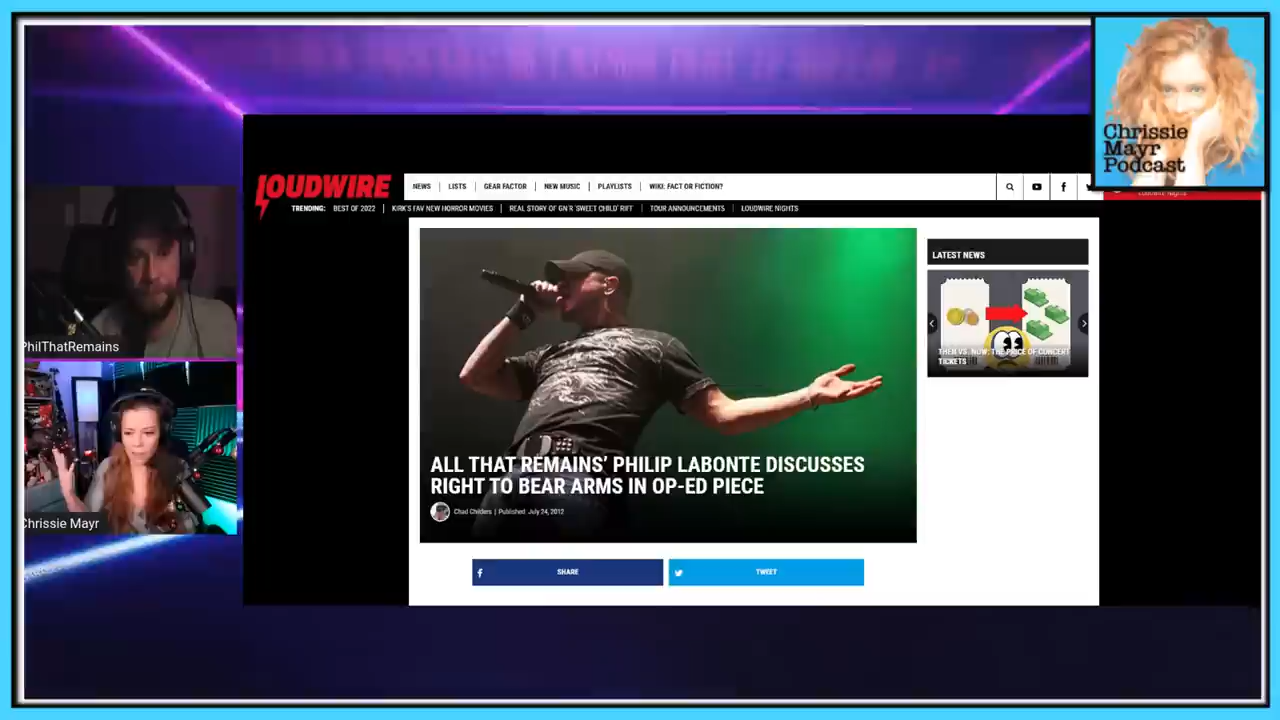 Chrissie
Mayr
Podcast
LOUDWIRE
NEWS | LISTS | GEAR FACTOR | NEW MUSIC | PLAYLISTS | WIKI: FACT OR FICTION?
Loudwire Nights
TRENDING: BEST OF 2022 | KIRK'S FAV NEW HORROR MOVIES | REAL STORY OF GN'R 'SWEET CHILD' RIFF | TOUR ANNOUNCEMENTS | LOUDWIRE NIGHTS
LATEST NEWS
THEN VS. NOW: THE PRICE OF CONCERT
TICKETS
PhilThatRemains
ALL THAT REMAINS' PHILIP LABONTE DISCUSSES
RIGHT TO BEAR ARMS IN OP-ED PIECE
Chad Childers | Published: July 24, 2012
Chrissie Mayr
SHARE
TWEET